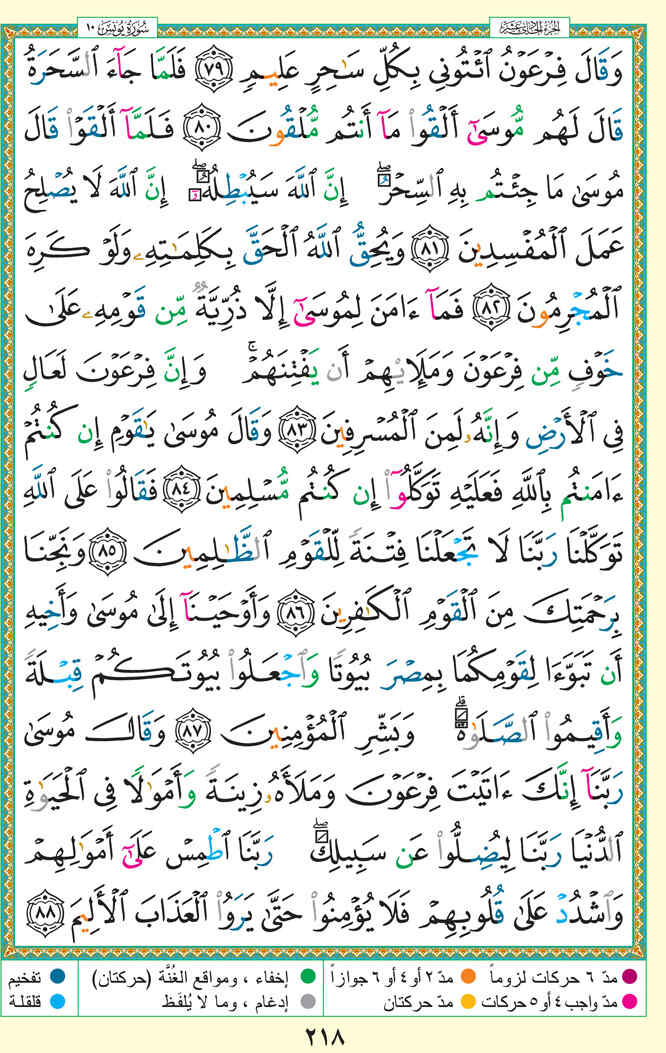 الجزء الحادي عشر
سُورَةُ يُونُسَ ١٠
وَقَالَ فِرْعَوْنُ ٱئْتُونِي بِكُلِّ سَٰحِرٍ عَلِيمٍ ٧٩ فَلَمَّا جَآءَ ٱلسَّحَرَةُ
قَالَ لَهُم مُّوسَىٰٓ أَلْقُوا۟ مَآ أَنتُم مُّلْقُونَ ٨٠ فَلَمَّآ أَلْقَوْا۟ قَالَ
مُوسَىٰ مَا جِئْتُم بِهِ ٱلسِّحْرُ ۖ إِنَّ ٱللَّهَ سَيُبْطِلُهُۥٓ ۖ إِنَّ ٱللَّهَ لَا يُصْلِحُ
عَمَلَ ٱلْمُفْسِدِينَ ٨١ وَيُحِقُّ ٱللَّهُ ٱلْحَقَّ بِكَلِمَٰتِهِۦ وَلَوْ كَرِهَ
ٱلْمُجْرِمُونَ ٨٢ فَمَآ ءَامَنَ لِمُوسَىٰٓ إِلَّا ذُرِّيَّةٌ مِّن قَوْمِهِۦ عَلَىٰ
خَوْفٍ مِّن فِرْعَوْنَ وَمَلَإِي۟هِمْ أَن يَفْتِنَهُمْ ۚ وَإِنَّ فِرْعَوْنَ لَعَالٍ
فِي ٱلْأَرْضِ وَإِنَّهُۥ لَمِنَ ٱلْمُسْرِفِينَ ٨٣ وَقَالَ مُوسَىٰ يَٰقَوْمِ إِن كُنتُمْ
ءَامَنتُم بِٱللَّهِ فَعَلَيْهِ تَوَكَّلُوٓا۟ إِن كُنتُم مُّسْلِمِينَ ٨٤ فَقَالُوا۟ عَلَى ٱللَّهِ
تَوَكَّلْنَا رَبَّنَا لَا تَجْعَلْنَا فِتْنَةً لِّلْقَوْمِ ٱلظَّٰلِمِينَ ٨٥ وَنَجِّنَا
بِرَحْمَتِكَ مِنَ ٱلْقَوْمِ ٱلْكَٰفِرِينَ ٨٦ وَأَوْحَيْنَآ إِلَىٰ مُوسَىٰ وَأَخِيهِ
أَن تَبَوَّءَا لِقَوْمِكُمَا بِمِصْرَ بُيُوتًا وَٱجْعَلُوا۟ بُيُوتَكُمْ قِبْلَةً
وَأَقِيمُوا۟ ٱلصَّلَوٰةَ ۗ وَبَشِّرِ ٱلْمُؤْمِنِينَ ٨٧ وَقَالَ مُوسَىٰ
رَبَّنَآ إِنَّكَ ءَاتَيْتَ فِرْعَوْنَ وَمَلَأَهُۥ زِينَةً وَأَمْوَٰلًا فِي ٱلْحَيَوٰةِ
ٱلدُّنْيَا رَبَّنَا لِيُضِلُّوا۟ عَن سَبِيلِكَ ۖ رَبَّنَا ٱطْمِسْ عَلَىٰٓ أَمْوَٰلِهِمْ
وَٱشْدُدْ عَلَىٰ قُلُوبِهِمْ فَلَا يُؤْمِنُوا۟ حَتَّىٰ يَرَوُا۟ ٱلْعَذَابَ ٱلْأَلِيمَ ٨٨
مدّ ٦ حركات لزوماً مدّ ٢ أو ٤ أو ٦ جوازاً إخفاء ، ومواقع الغُنَّة (حركتان) تفخيم
مدّ واجب ٤ أو ٥ حركات مدّ حركتان إدغام ، وما لا يُلفَظ قلقلة
٢١٨